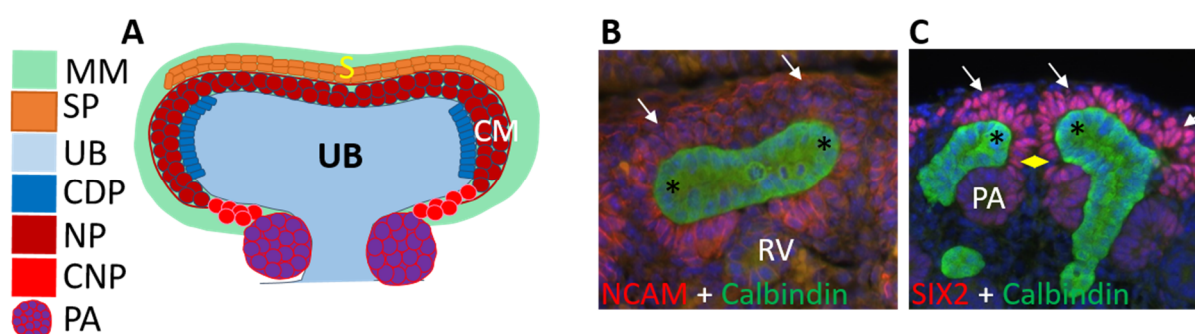 A
B
C
MM
SP
UB
CDP
NP
CNP
PA
S
CM
UB
* *
RV
NCAM + Calbindin
* *
PA
SIX2 + Calbindin